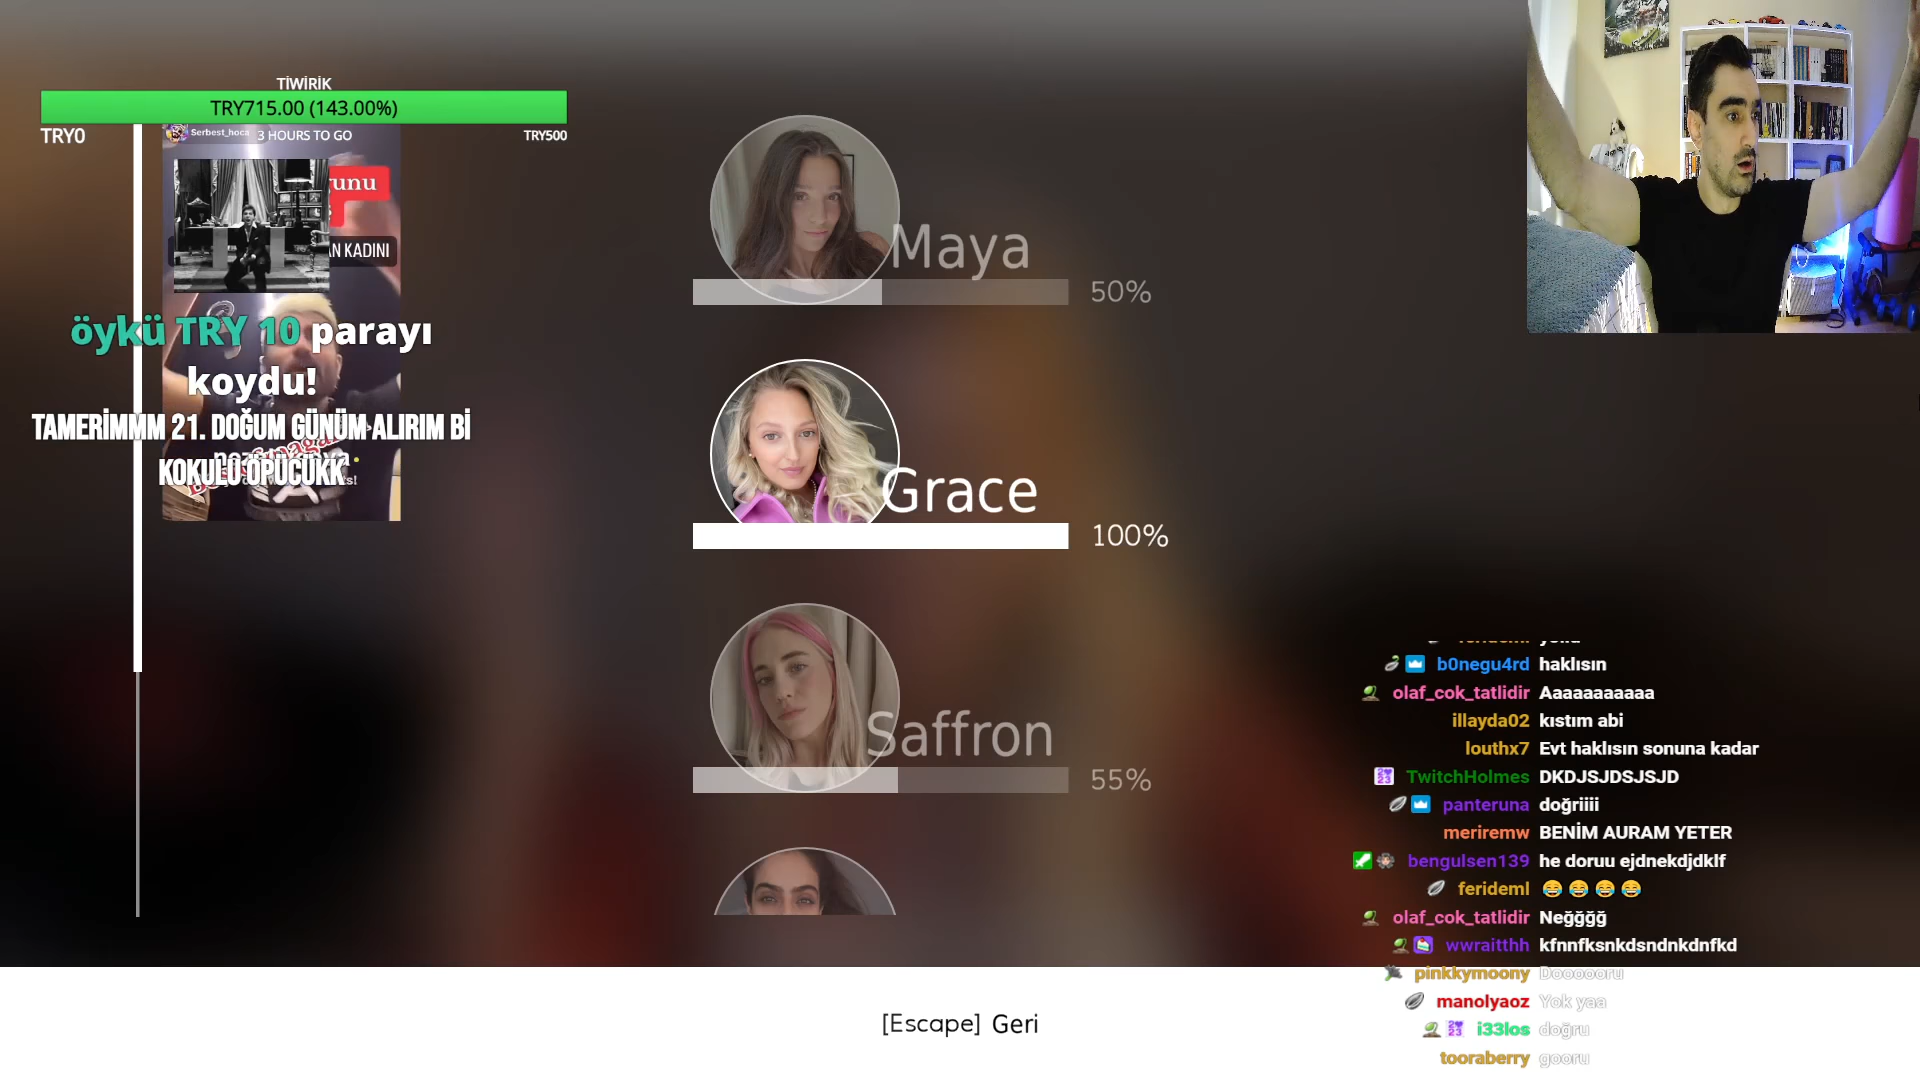 TİWİRİK
TRY715.00 (143.00%)
TRY0
Serbest_hoca
3 HOURS TO GO
TRY500
unu
N KADINI
öykü TRY 10 parayı
koydu!
TAMERİMMM 21. DOĞUM GÜNÜM ALIRIM Bİ
KOKULU ÖPÜCÜKK
Maya
50%
Grace
100%
Saffron
55%
b0negu4rd haklısın
olaf_cok_tatlidir Aaaaaaaaaaa
illayda02 kıstım abi
louthx7 Evt haklısın sonuna kadar
TwitchHolmes DKDJSJDSJSJD
panteruna doğriiii
meriremw BENİM AURAM YETER
bengulsen139 he doruu ejdnekdjdklf
ferideml 😂 😂 😂 😂
olaf_cok_tatlidir Neğğğğ
wwraitthh kfnnfksnkdsndnkdnfkd
pinkkymoony Doooooru
manolyaoz Yok yaa
i33los doğru
tooraberry gooru
[Escape] Geri